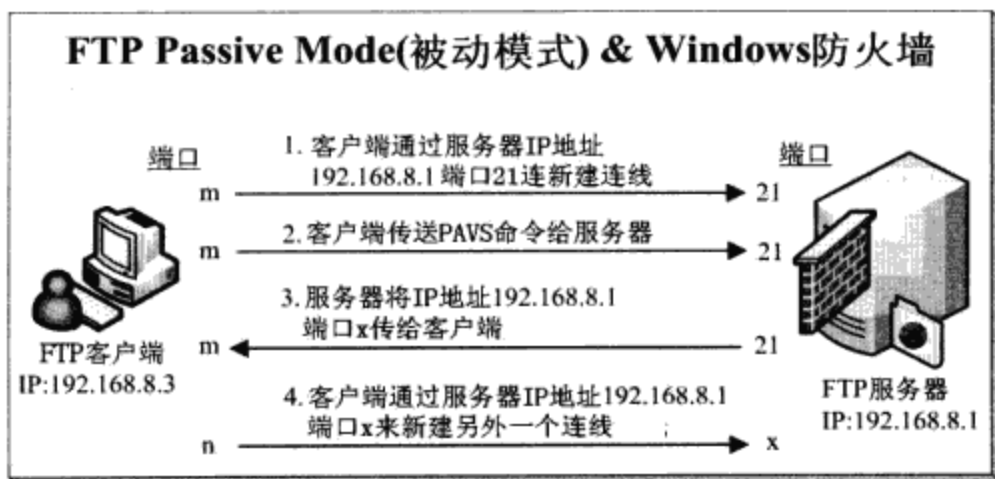 FTP Passive Mode(被动模式) & Windows防火墙
端口
端口
1. 客户端通过服务器IP地址
192.168.8.1 端口21连新建连线
m
21
2. 客户端传送PAVS命令给服务器
m
21
3. 服务器将IP地址192.168.8.1
端口x传给客户端
m
21
FTP客户端
IP:192.168.8.3
4. 客户端通过服务器IP地址192.168.8.1
端口x来新建另外一个连线
n
x
FTP服务器
IP:192.168.8.1